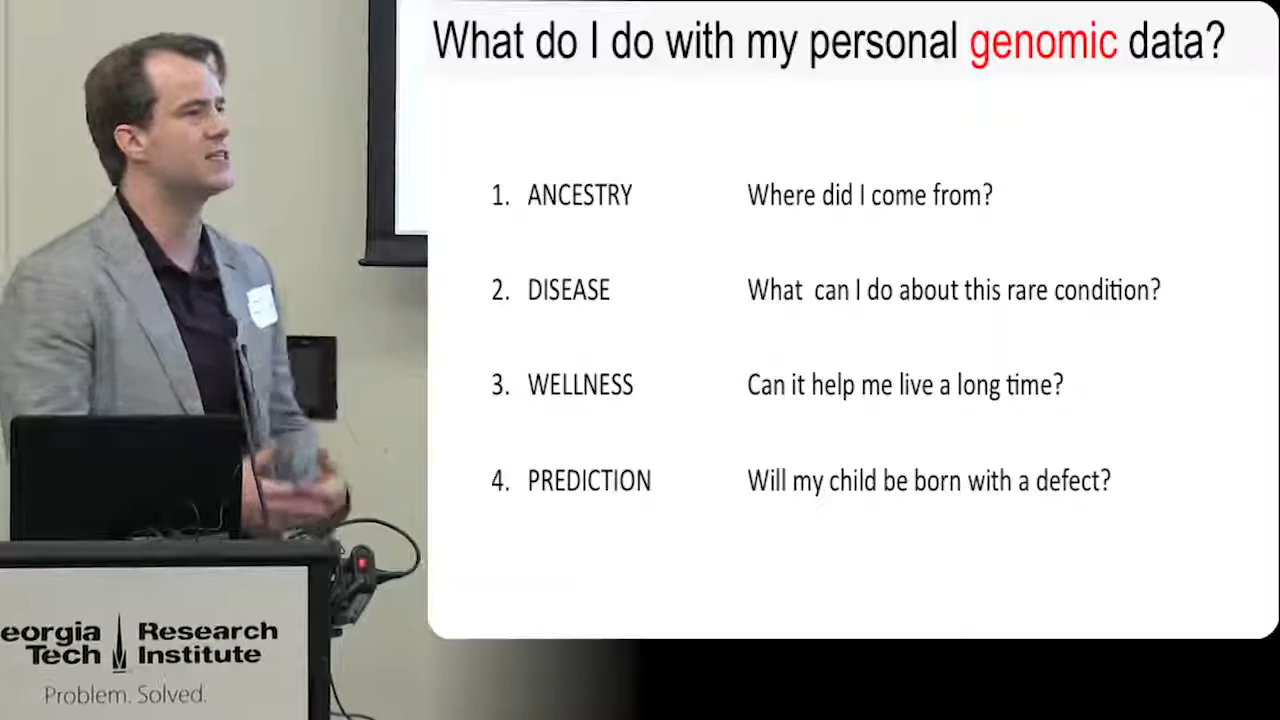 What do I do with my personal genomic data?
1. ANCESTRY Where did I come from?
2. DISEASE What can I do about this rare condition?
3. WELLNESS Can it help me live a long time?
4. PREDICTION Will my child be born with a defect?
eorgia Research
Tech Institute
Problem. Solved.